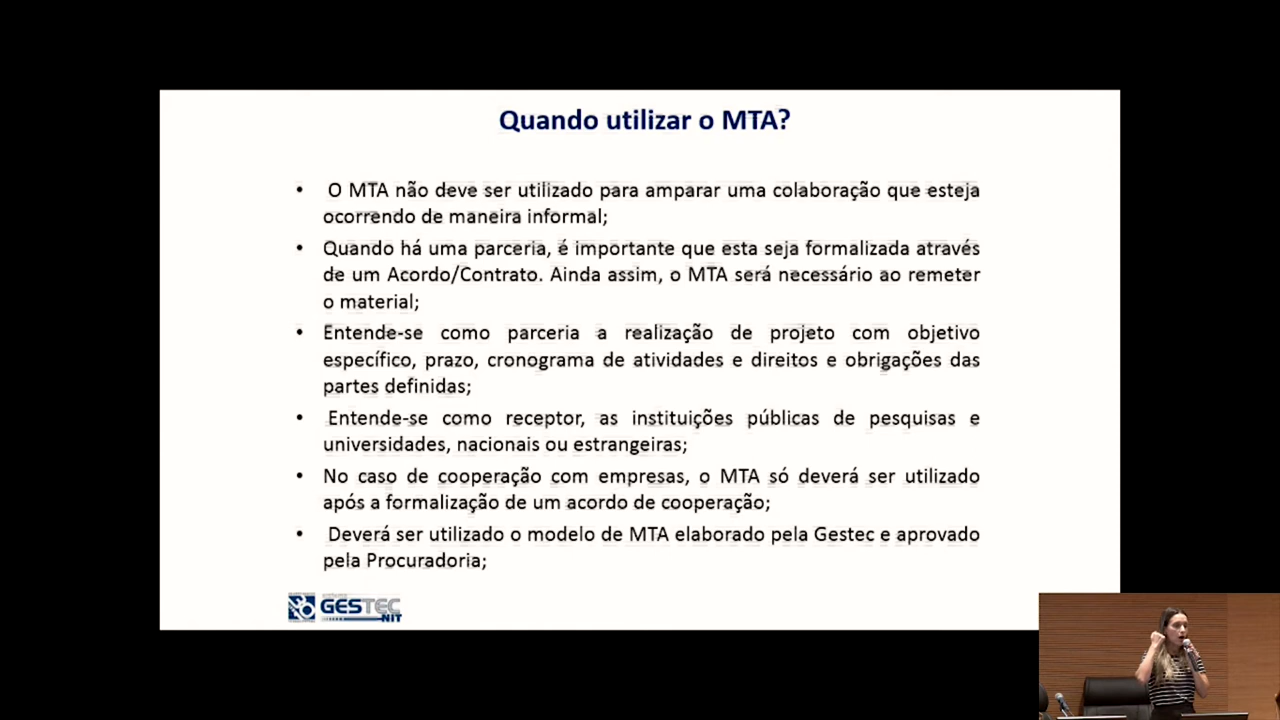 Quando utilizar o MTA?
• O MTA não deve ser utilizado para amparar uma colaboração que esteja
ocorrendo de maneira informal;
• Quando há uma parceria, é importante que esta seja formalizada através
de um Acordo/Contrato. Ainda assim, o MTA será necessário ao remeter
o material;
• Entende-se como parceria a realização de projeto com objetivo
específico, prazo, cronograma de atividades e direitos e obrigações das
partes definidas;
• Entende-se como receptor, as instituições públicas de pesquisas e
universidades, nacionais ou estrangeiras;
• No caso de cooperação com empresas, o MTA só deverá ser utilizado
após a formalização de um acordo de cooperação;
• Deverá ser utilizado o modelo de MTA elaborado pela Gestec e aprovado
pela Procuradoria;
GESTEC
NIT